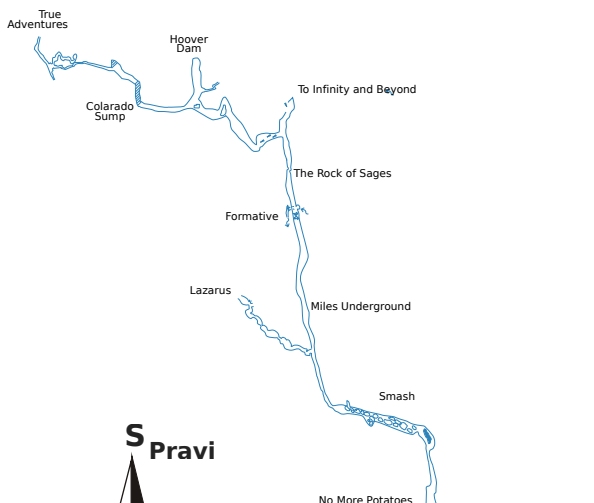 True
Adventures
Hoover
Dam
To Infinity and Beyond
Colarado
Sump
The Rock of Sages
Formative
Lazarus
Miles Underground
Smash
S
Pravi
No More Potatoes